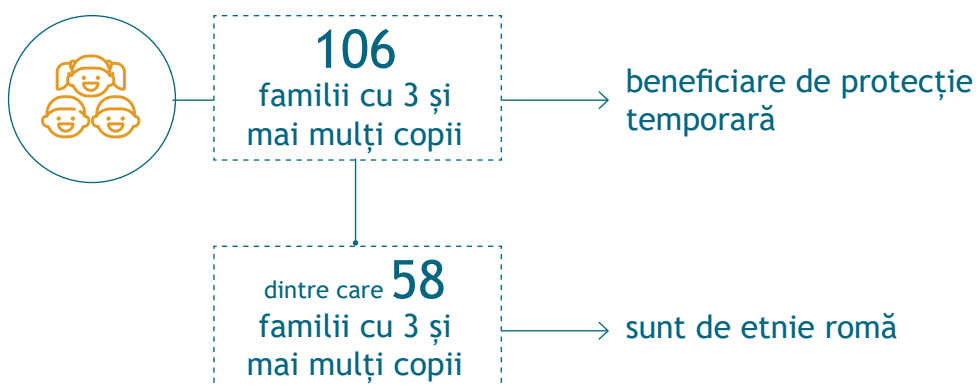 106
familii cu 3 și
mai mulți copii
beneficiare de protecție
temporară
dintre care 58
familii cu 3 și
mai mulți copii
sunt de etnie romă